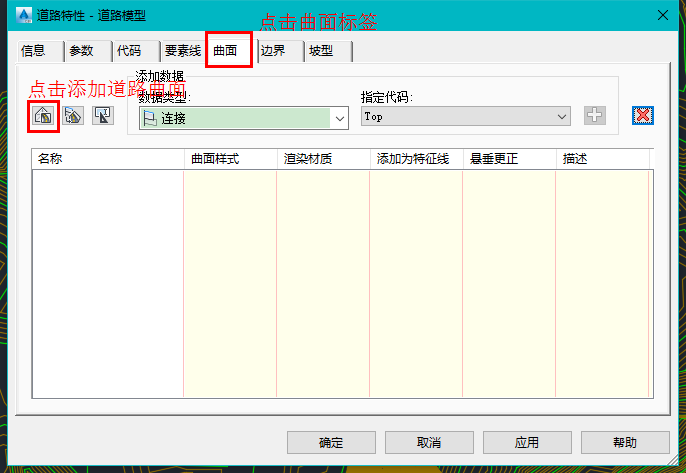 道路特性 - 道路模型
点击曲面标签
信息 参数 代码 要素线 曲面 边界 坡型
添加数据
点击添加道路曲面
数据类型: 指定代码:
连接 Top
名称 曲面样式 渲染材质 添加为特征线 悬垂更正 描述
确定 取消 应用 帮助